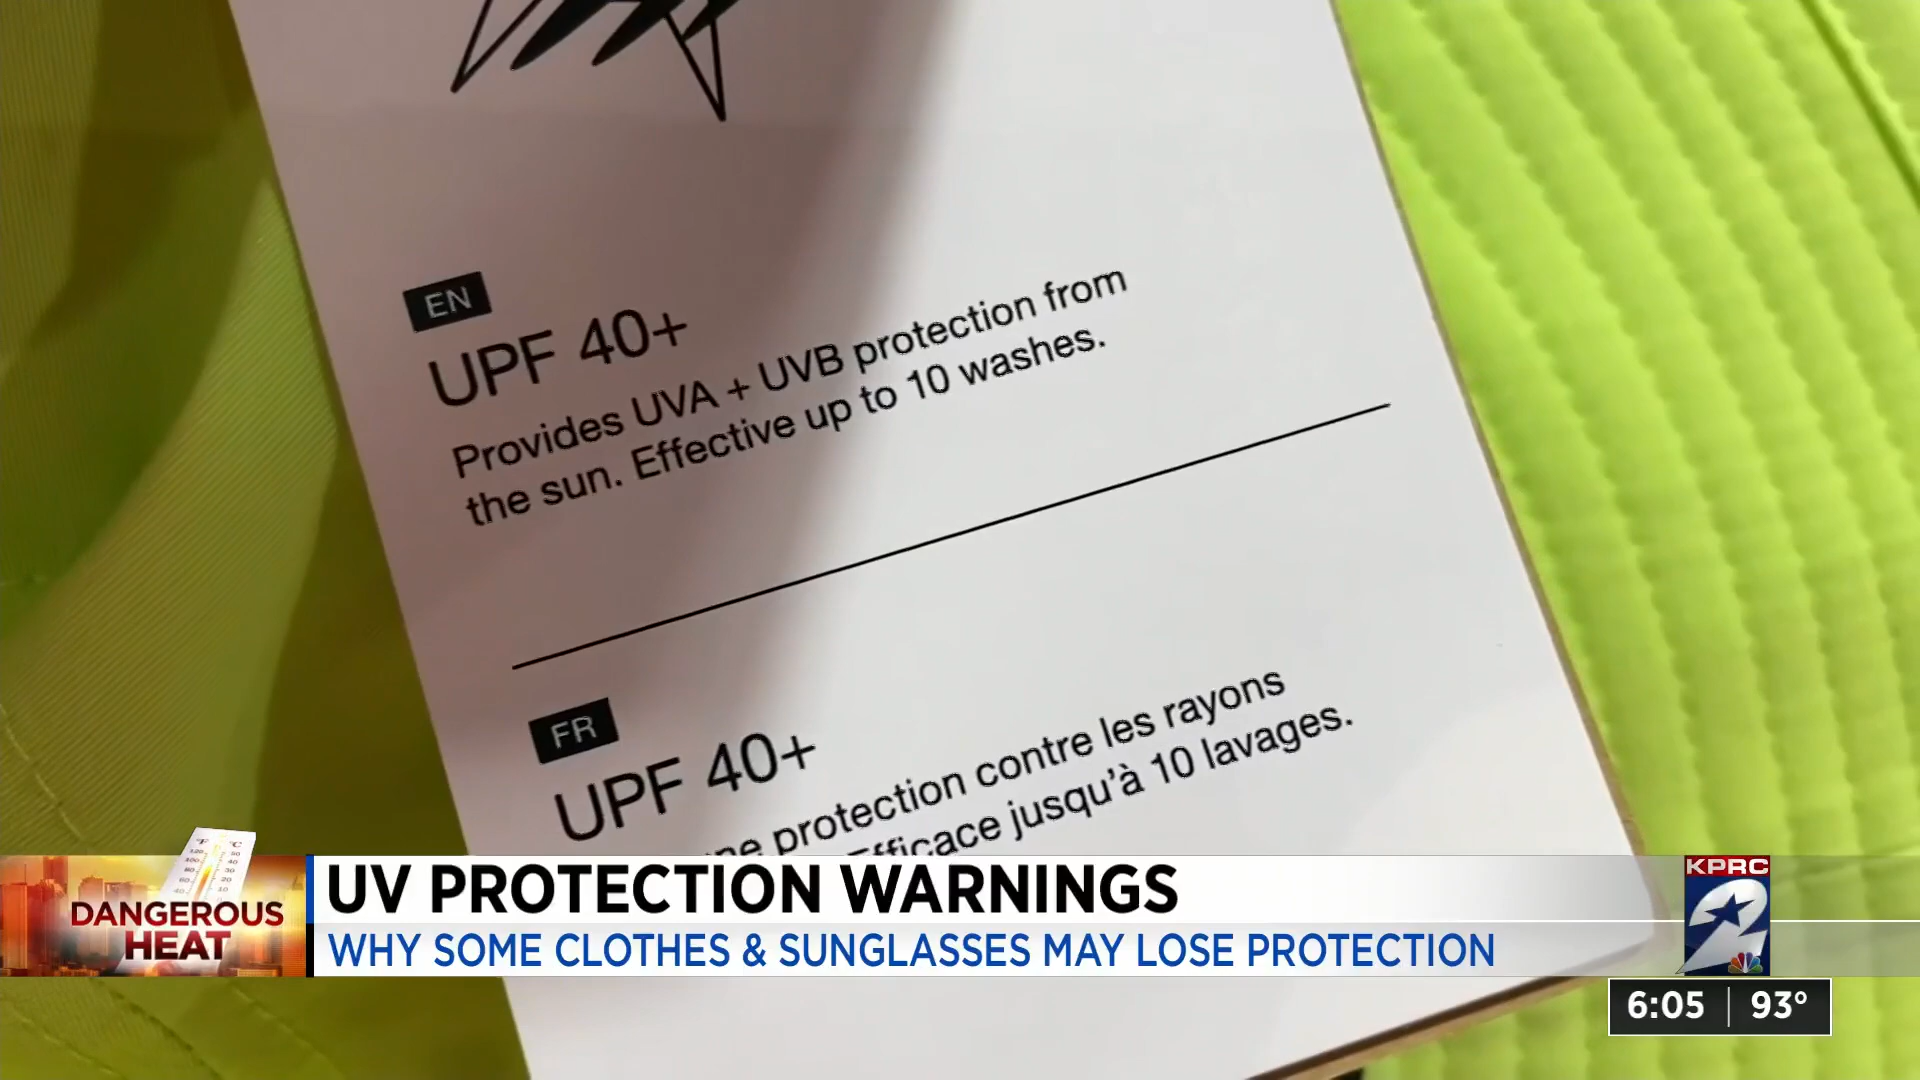 EN
UPF 40+
Provides UVA + UVB protection from
the sun. Effective up to 10 washes.
FR
UPF 40+
protection contre les rayons
Efficace jusqu'à 10 lavages.
°F °C
DANGEROUS
HEAT
UV PROTECTION WARNINGS
WHY SOME CLOTHES & SUNGLASSES MAY LOSE PROTECTION
KPRC
2
6:05 93°